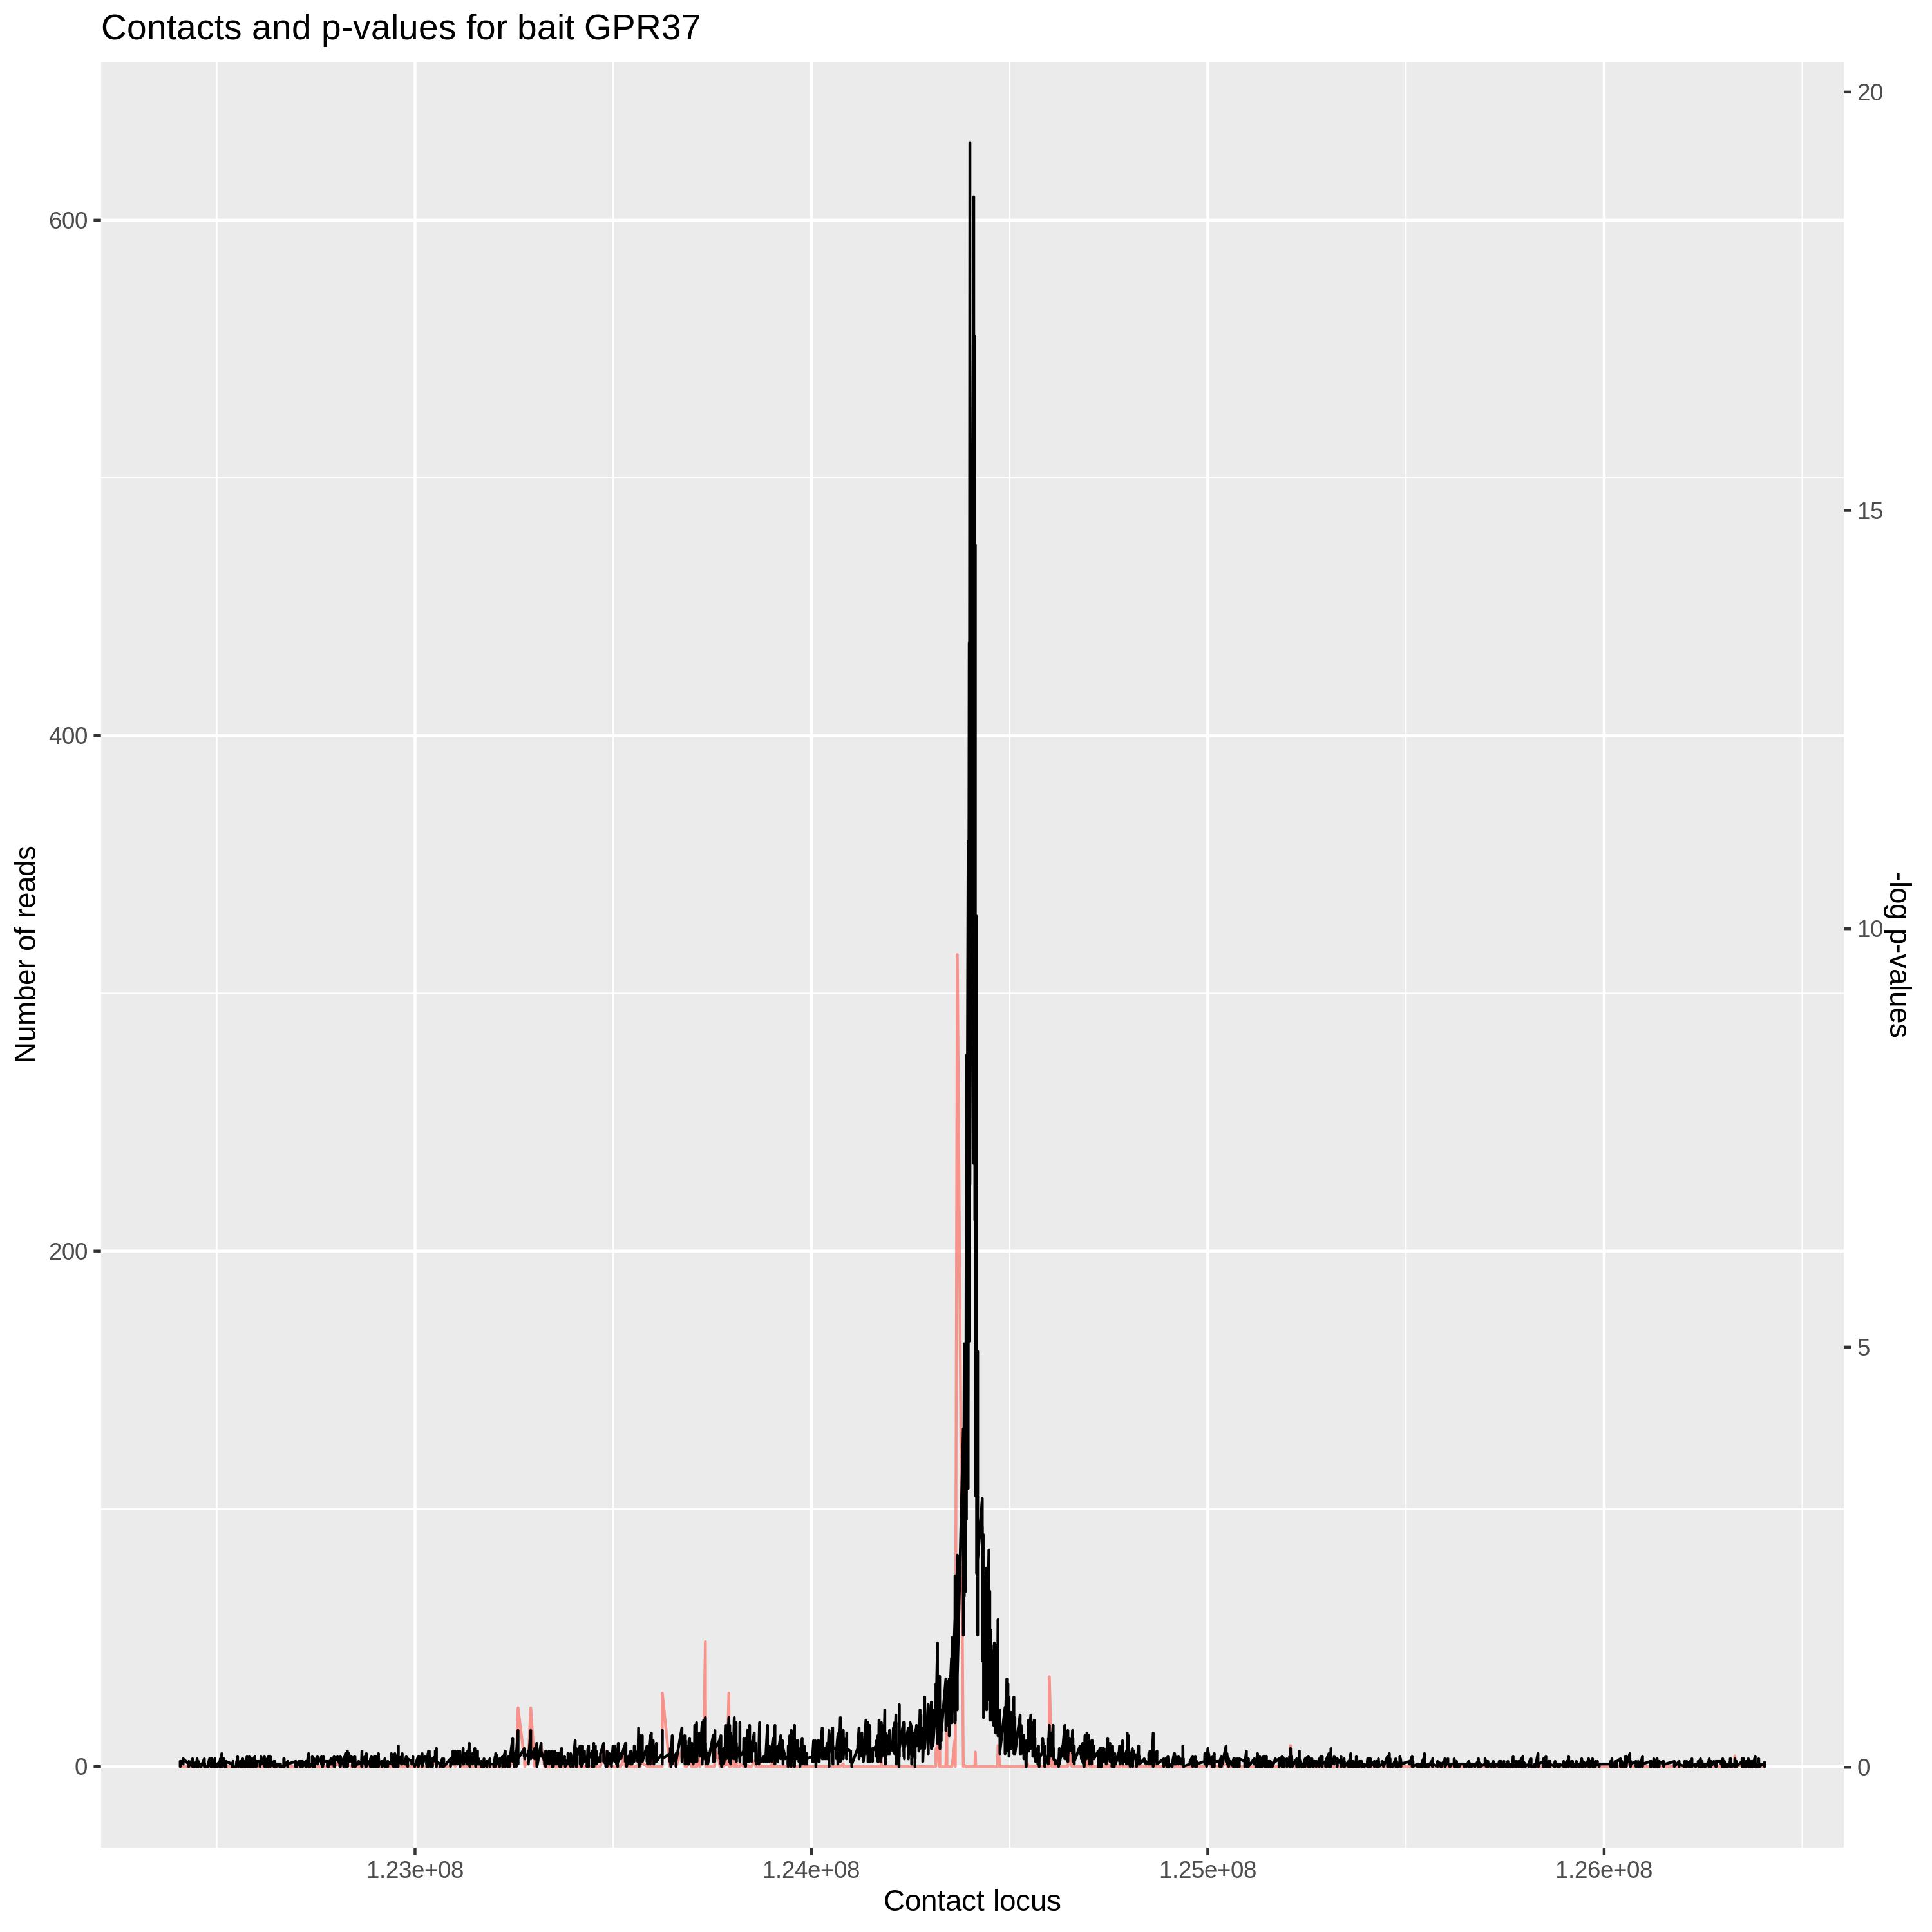 Contacts and p-values for bait GPR37
20
600
15
400
10
Number of reads
-log p-values
200
5
0
0
1.23e+08
1.24e+08
1.25e+08
1.26e+08
Contact locus